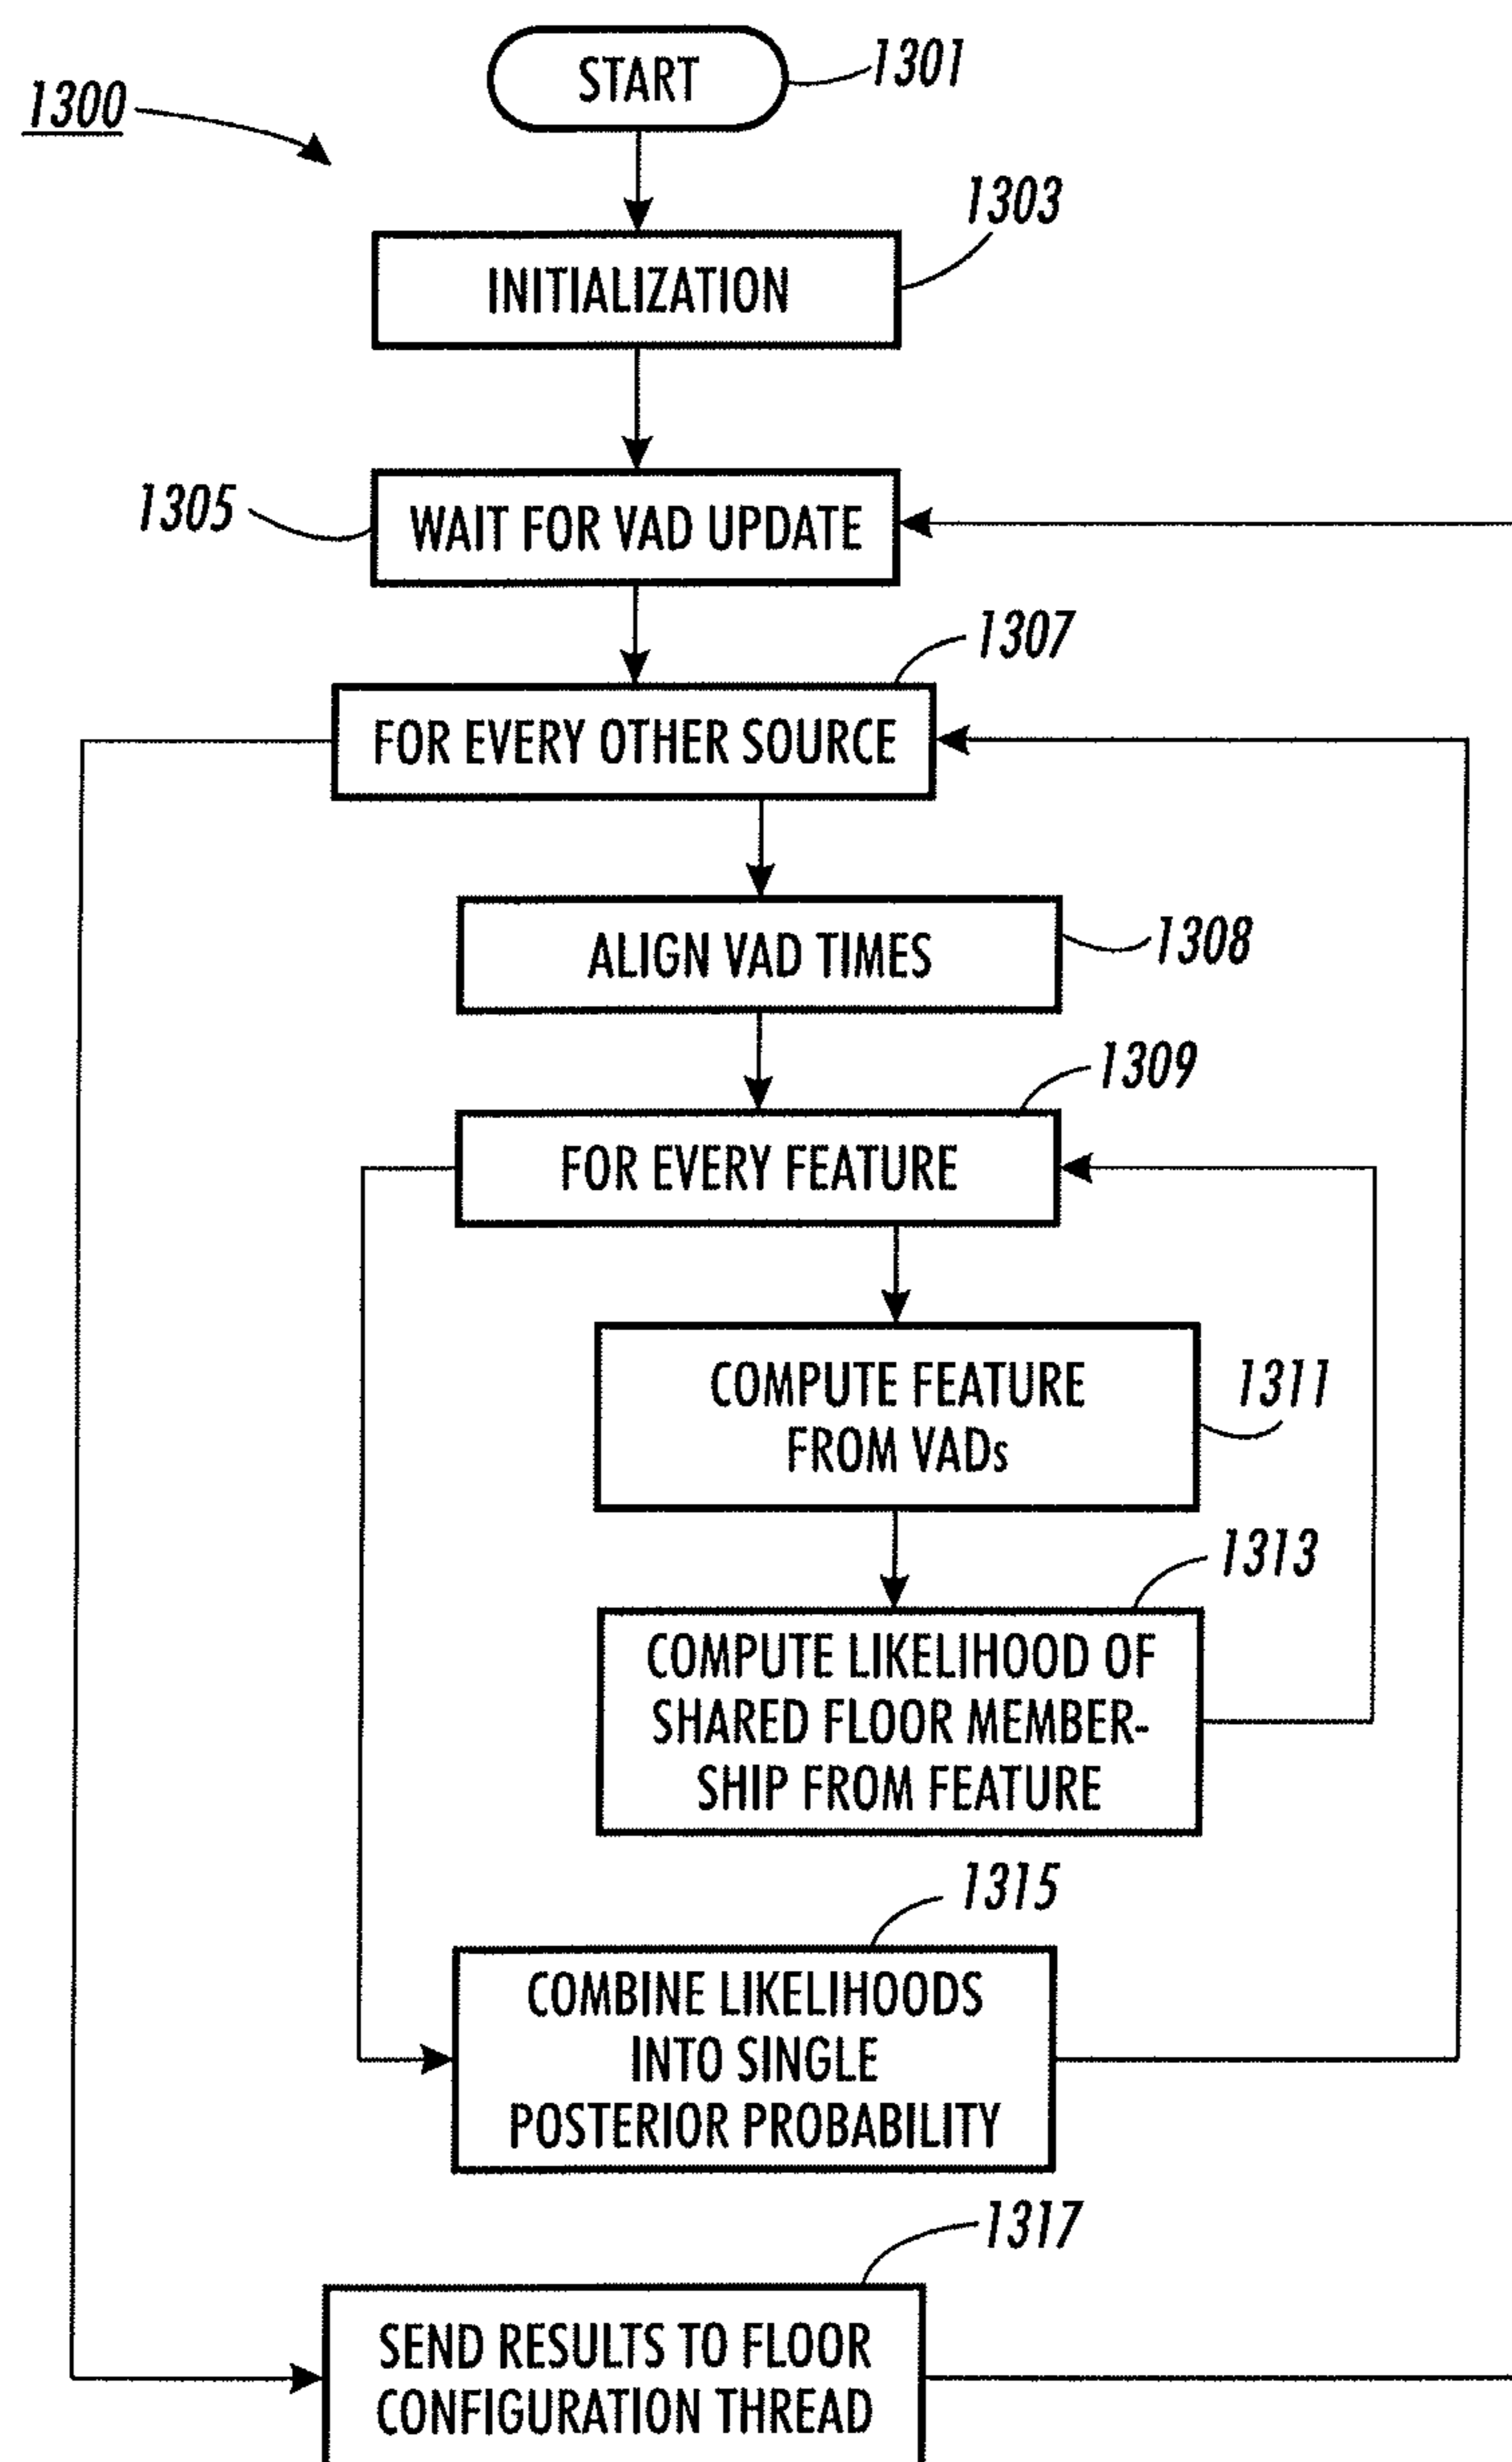 START
1301
1300
1303
INITIALIZATION
1305
WAIT FOR VAD UPDATE
1307
FOR EVERY OTHER SOURCE
ALIGN VAD TIMES
1308
1309
FOR EVERY FEATURE
COMPUTE FEATURE
FROM VADs
1311
1313
COMPUTE LIKELIHOOD OF
SHARED FLOOR MEMBER-
SHIP FROM FEATURE
1315
COMBINE LIKELIHOODS
INTO SINGLE
POSTERIOR PROBABILITY
1317
SEND RESULTS TO FLOOR
CONFIGURATION THREAD